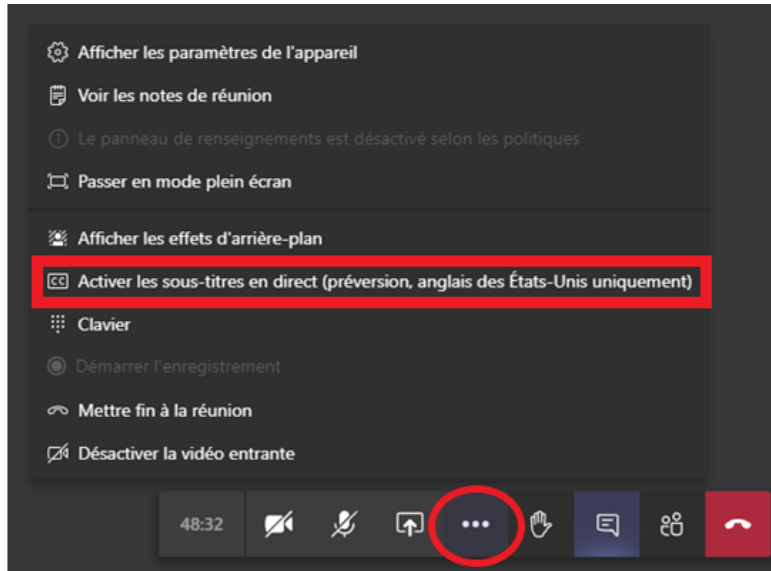 Afficher les paramètres de l'appareil
Voir les notes de réunion
Le panneau de renseignements est désactivé selon les politiques
Passer en mode plein écran
Afficher les effets d'arrière-plan
CC Activer les sous-titres en direct (préversion, anglais des États-Unis uniquement)
Clavier
Démarrer l'enregistrement
Mettre fin à la réunion
Désactiver la vidéo entrante
48:32